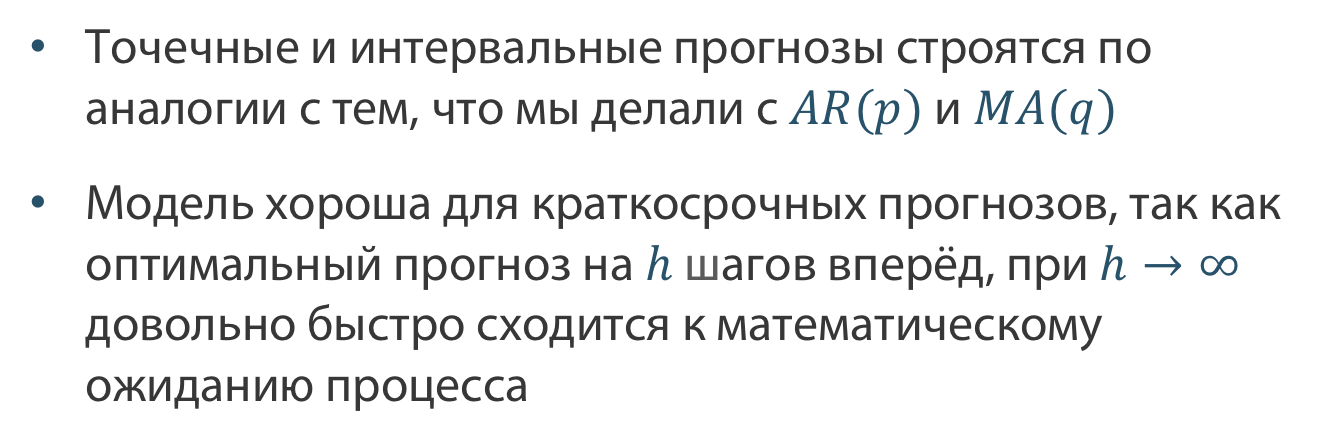 • Точечные и интервальные прогнозы строятся по
аналогии с тем, что мы делали с AR(p) и MA(q)
• Модель хороша для краткосрочных прогнозов, так как
оптимальный прогноз на h шагов вперёд, при h → ∞
довольно быстро сходится к математическому
ожиданию процесса